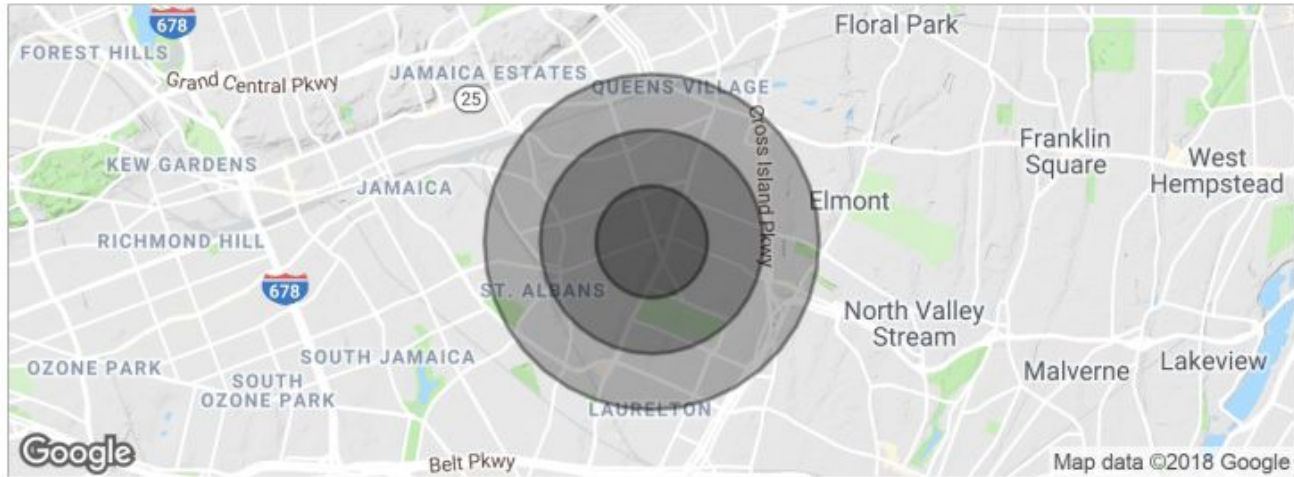 678
Floral Park
FOREST HILLS
JAMAICA ESTATES
Grand Central Pkwy
25
QUEENS VILLAGE
Cross Island Pkwy
Franklin
Square
West
Hempstead
KEW GARDENS
JAMAICA
Elmont
RICHMOND HILL
678
ST. ALBANS
North Valley
Stream
SOUTH JAMAICA
OZONE PARK
SOUTH
OZONE PARK
Malverne
Lakeview
LAURELTON
Google
Belt Pkwy
Map data ©2018 Google